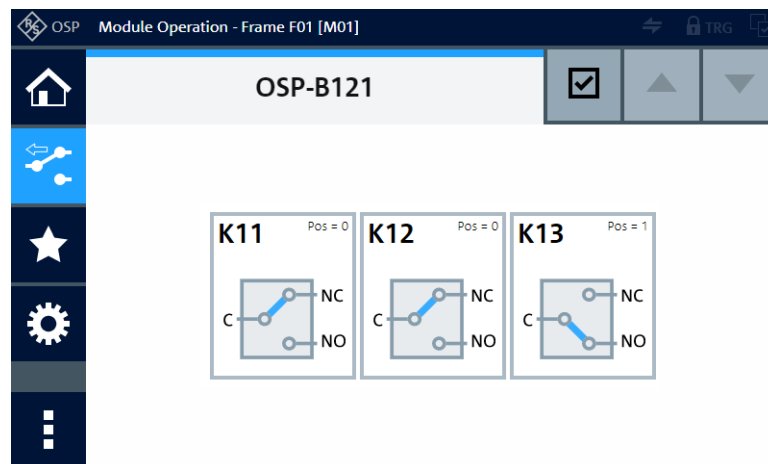 R&S OSP Module Operation - Frame F01 [M01] TRG
OSP-B121
K11 Pos = 0 K12 Pos = 0 K13 Pos = 1
NC NC NC
C C C
NO NO NO